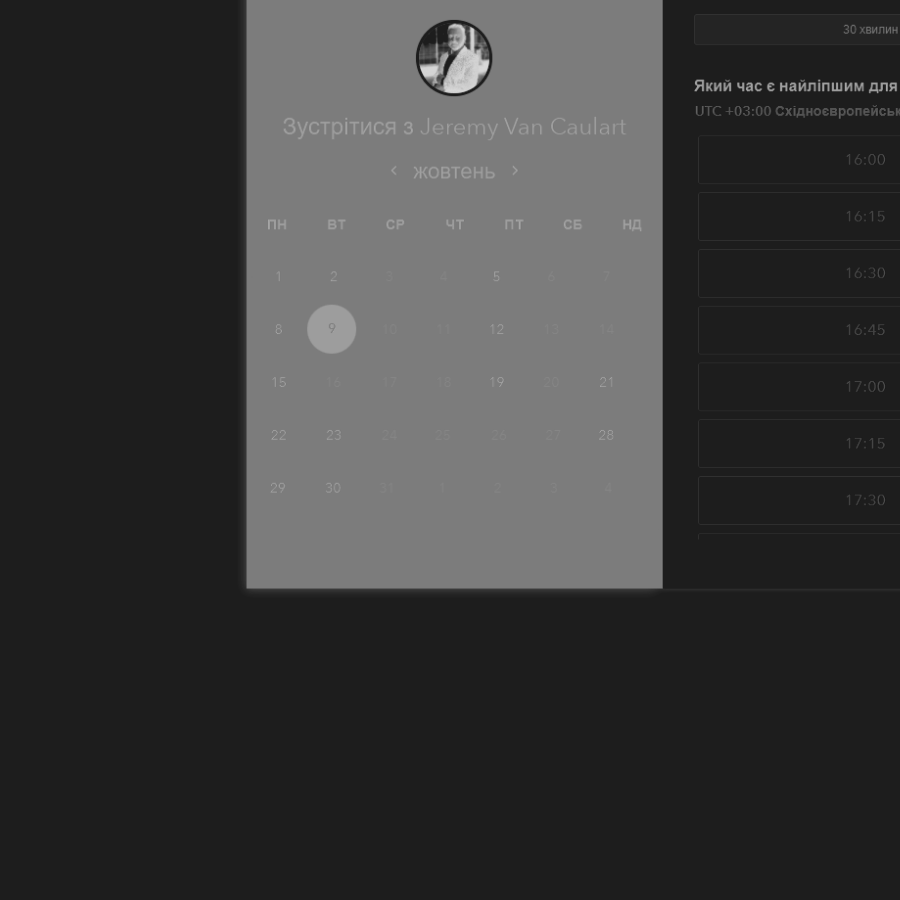 Зустрітися з Jeremy Van Caulart
жовтень
ПН ВТ СР ЧТ ПТ СБ НД
1 2 3 4 5 6 7
8 9 10 11 12 13 14
15 16 17 18 19 20 21
22 23 24 25 26 27 28
29 30 31 1 2 3 4
30 хвилин
Який час є найліпшим для
UTC +03:00
16:00
16:15
16:30
16:45
17:00
17:15
17:30